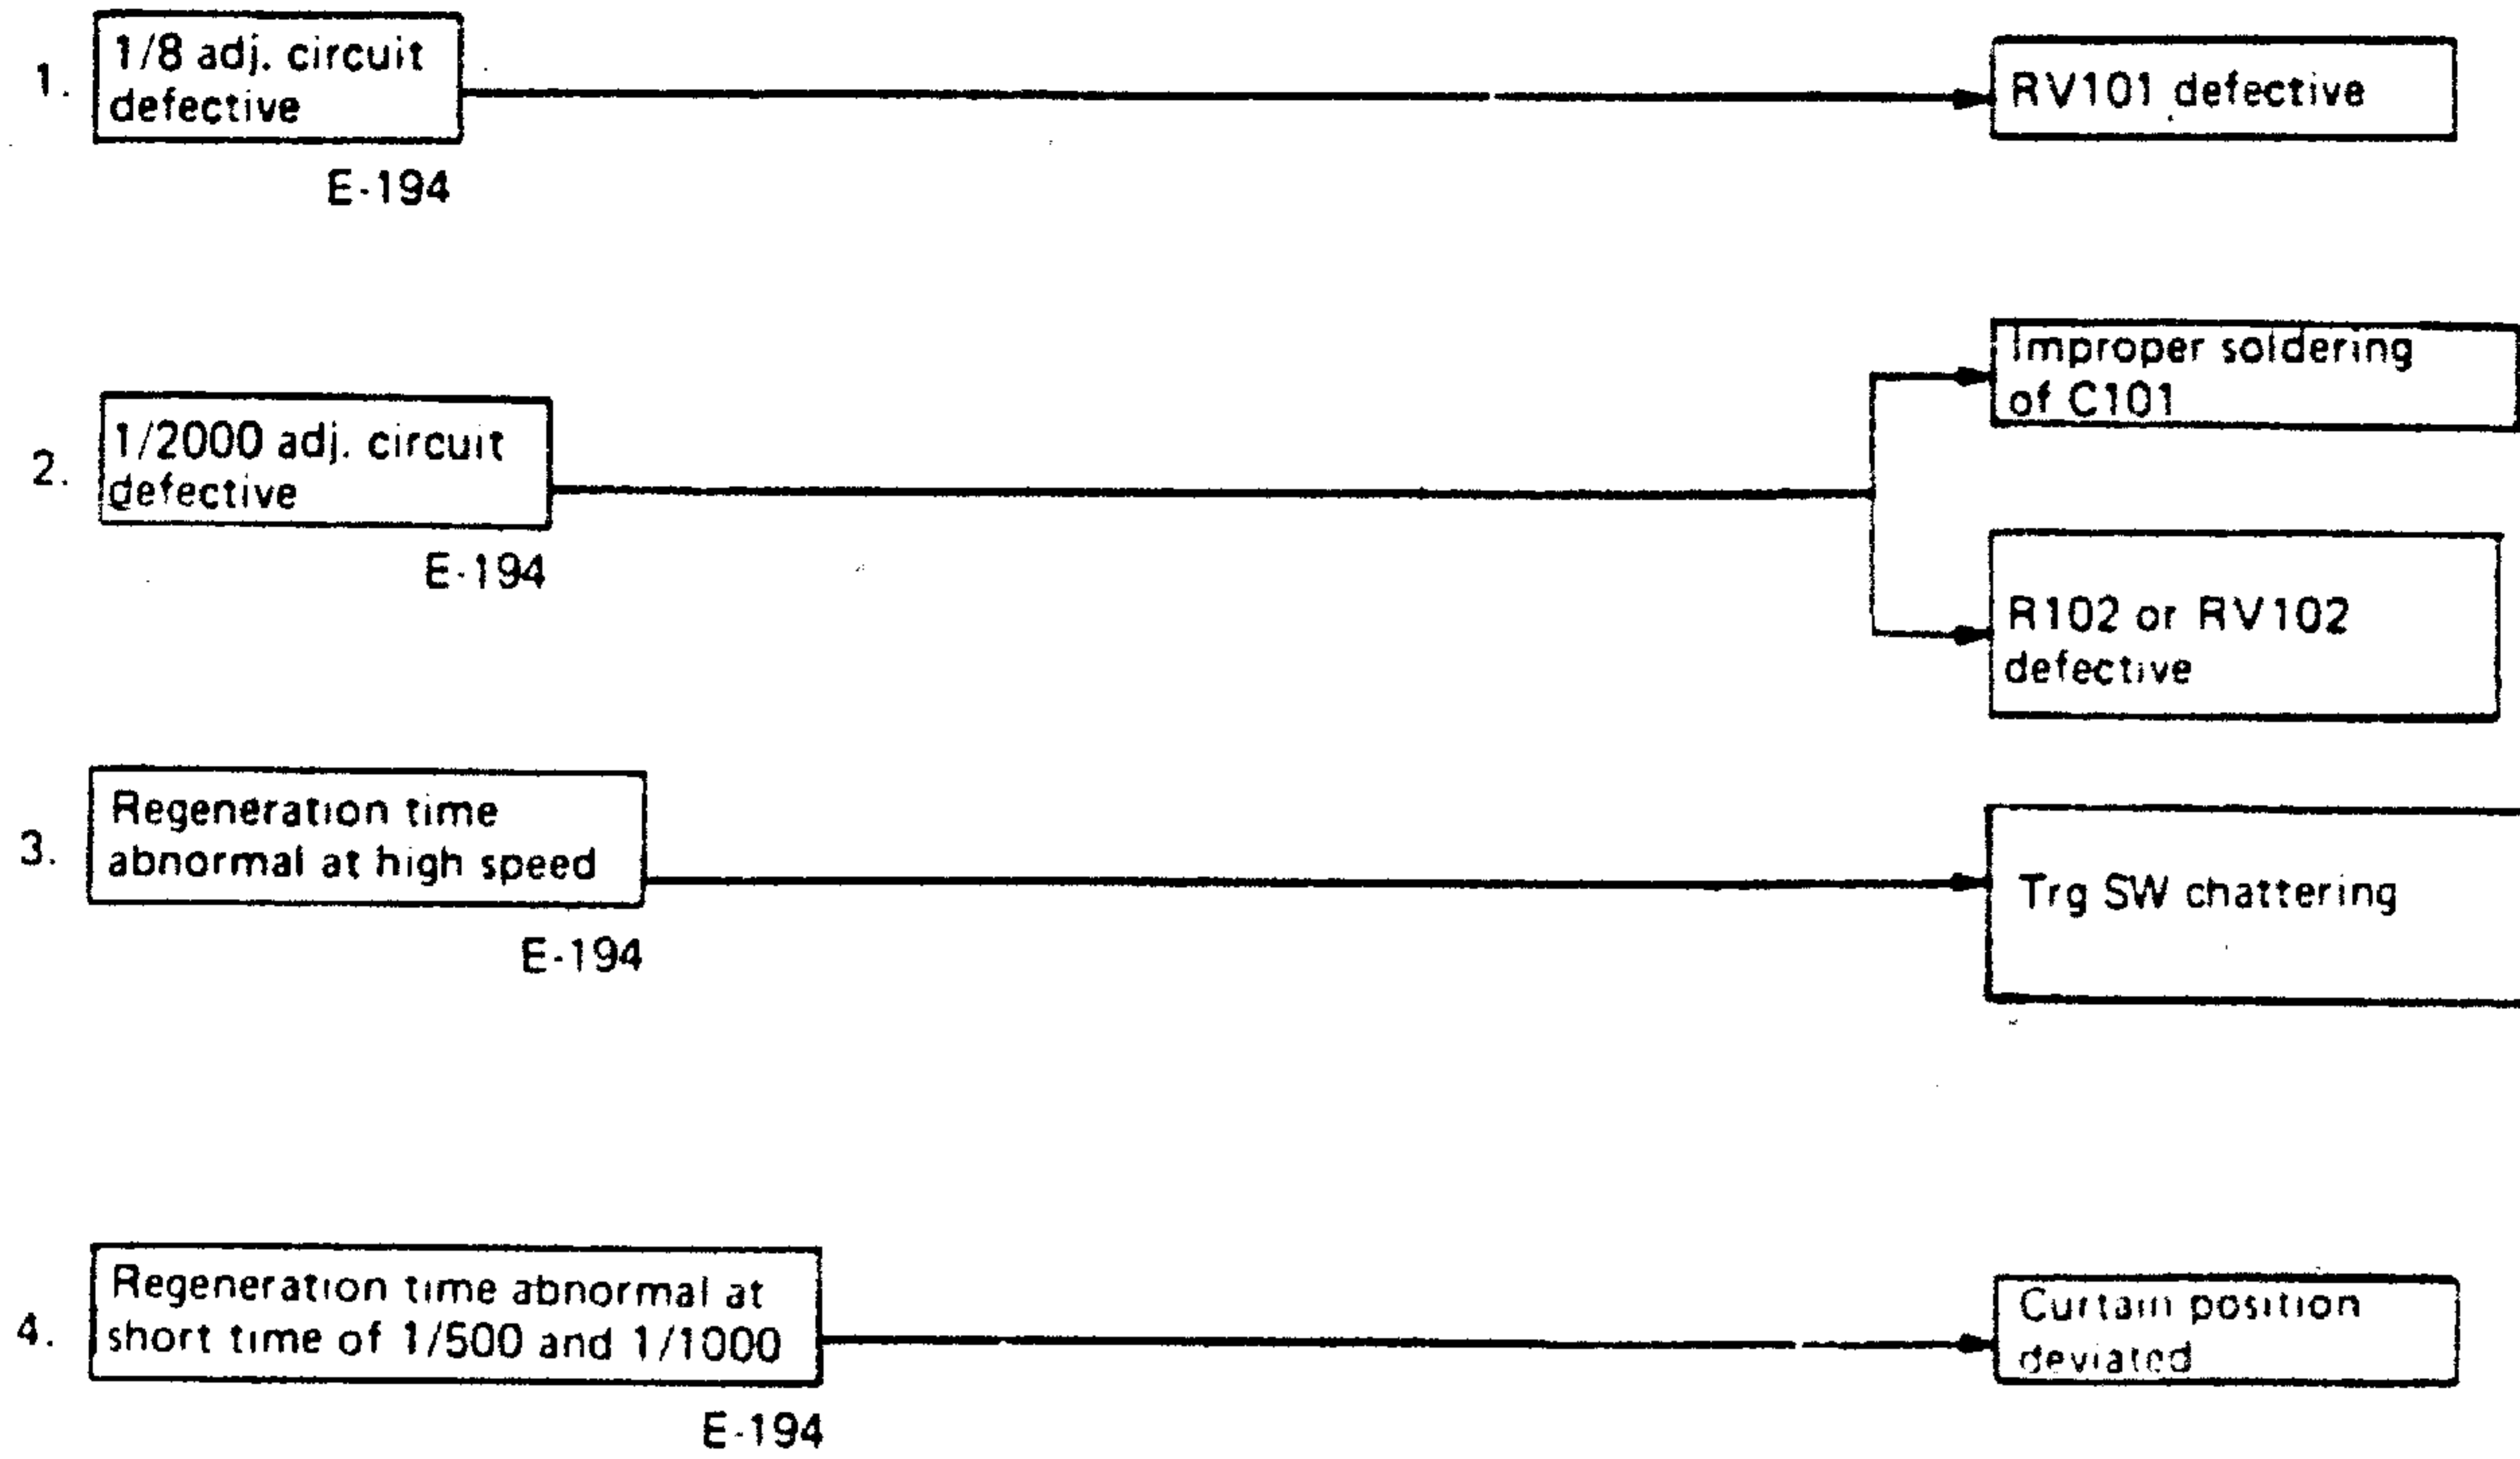 1.
1/8 adj. circuit
defective
E-194
RV101 defective
2.
1/2000 adj. circuit
defective
E-194
Improper soldering
of C101
R102 or RV102
defective
3.
Regeneration time
abnormal at high speed
E-194
Trg SW chattering
4.
Regeneration time abnormal at
short time of 1/500 and 1/1000
E-194
Curtain position
deviated